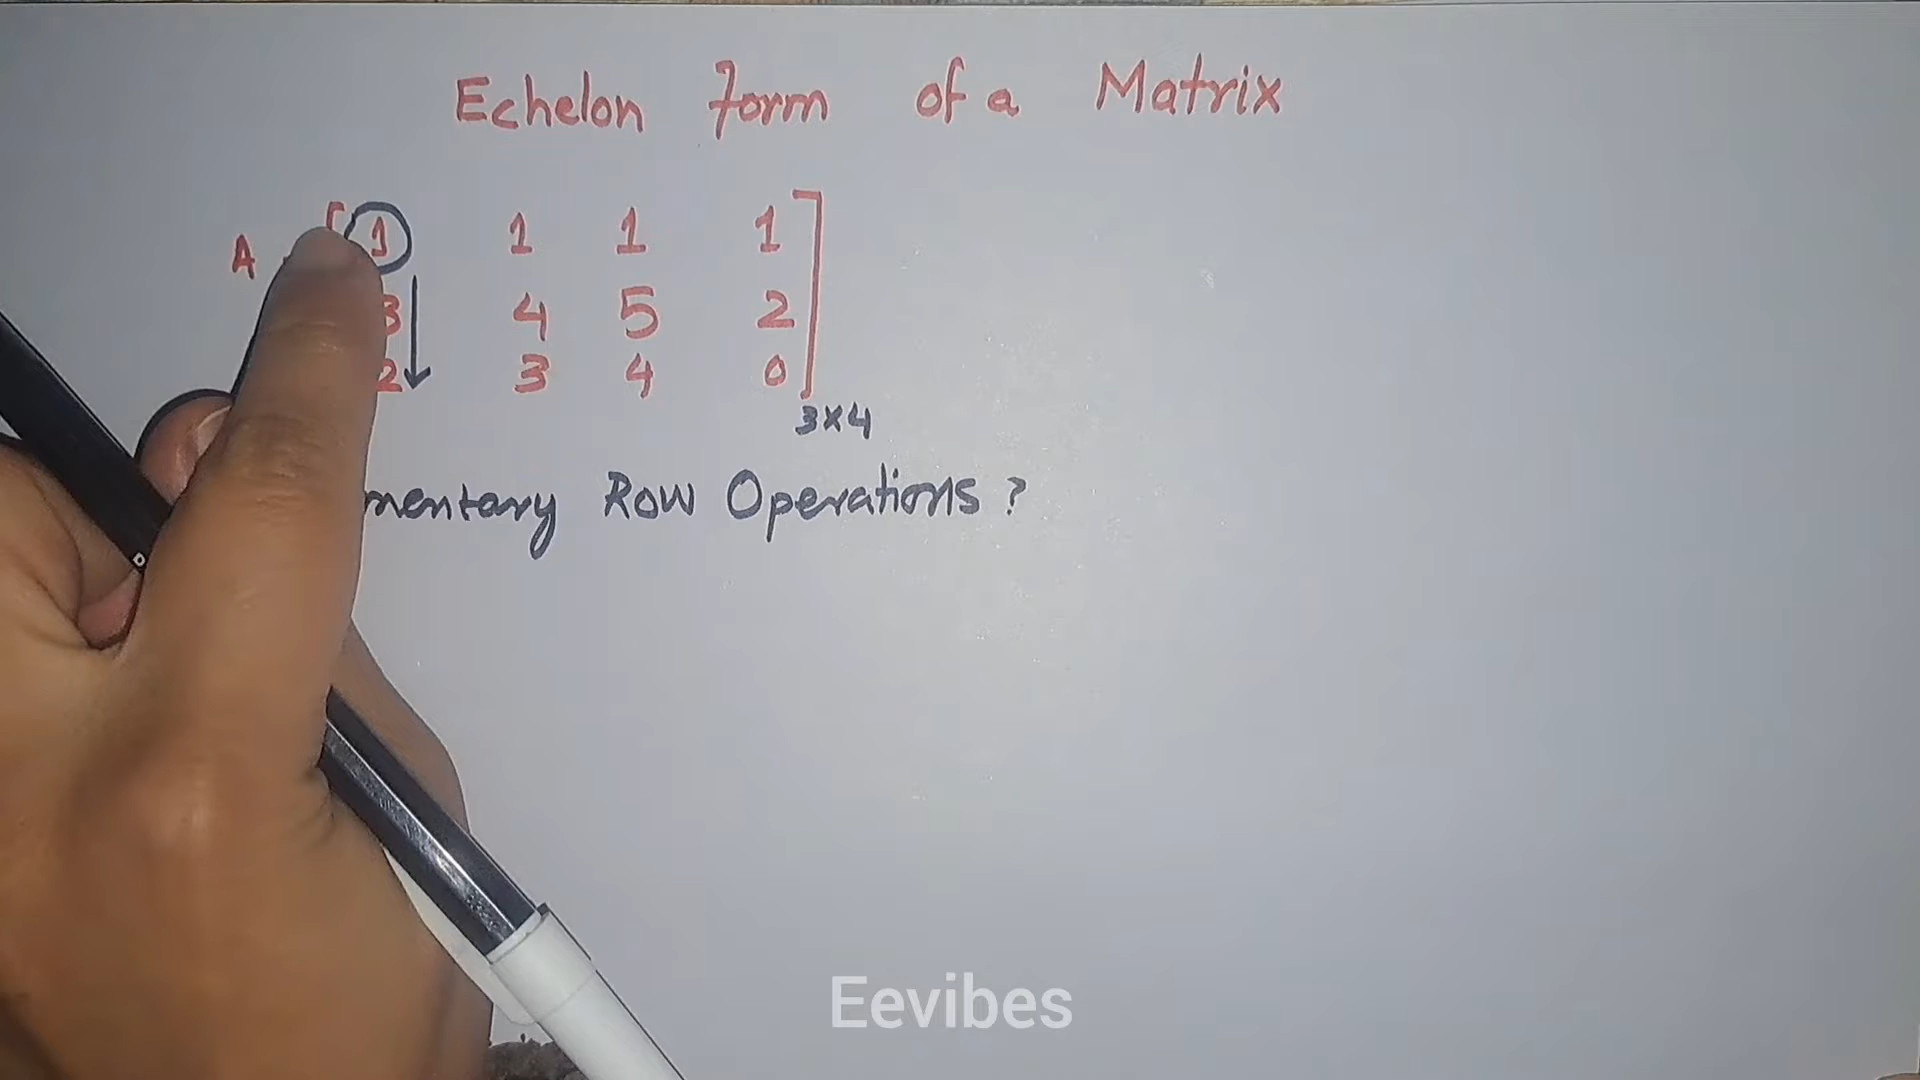 Echelon form of a Matrix
A 1 1 1 1
3 4 5 2
2 3 4 0
3×4
mentary Row Operations ?
Eevibes